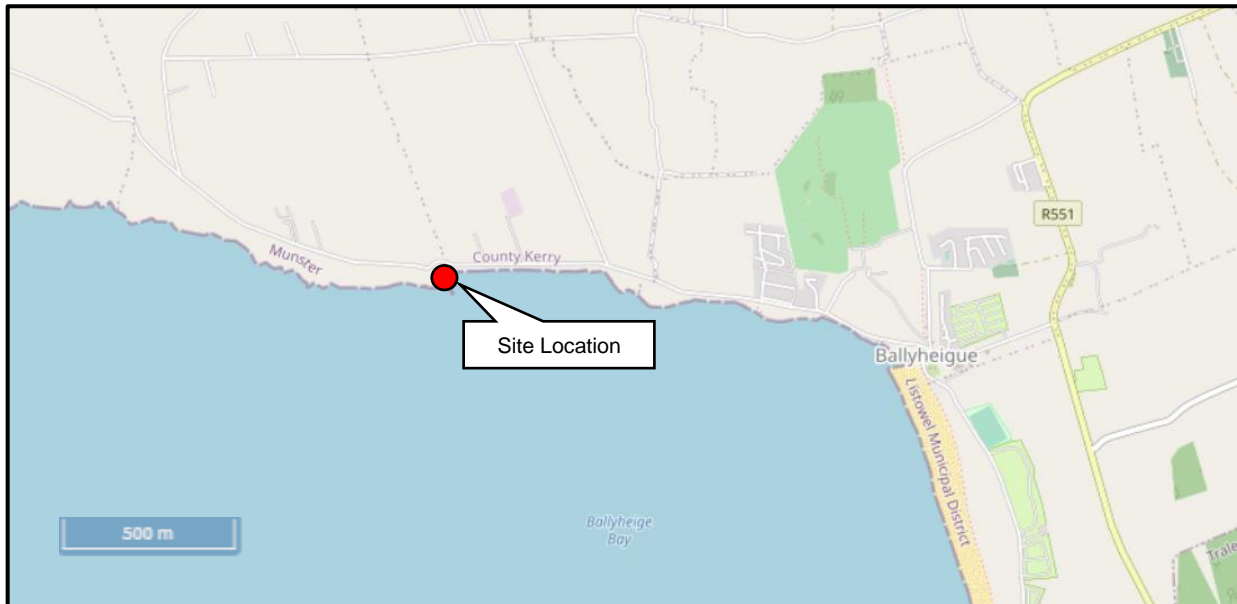 R551
Munster
County Kerry
Site Location
Ballyheigue
Listowel Municipal District
500 m
Ballyheige
Bay